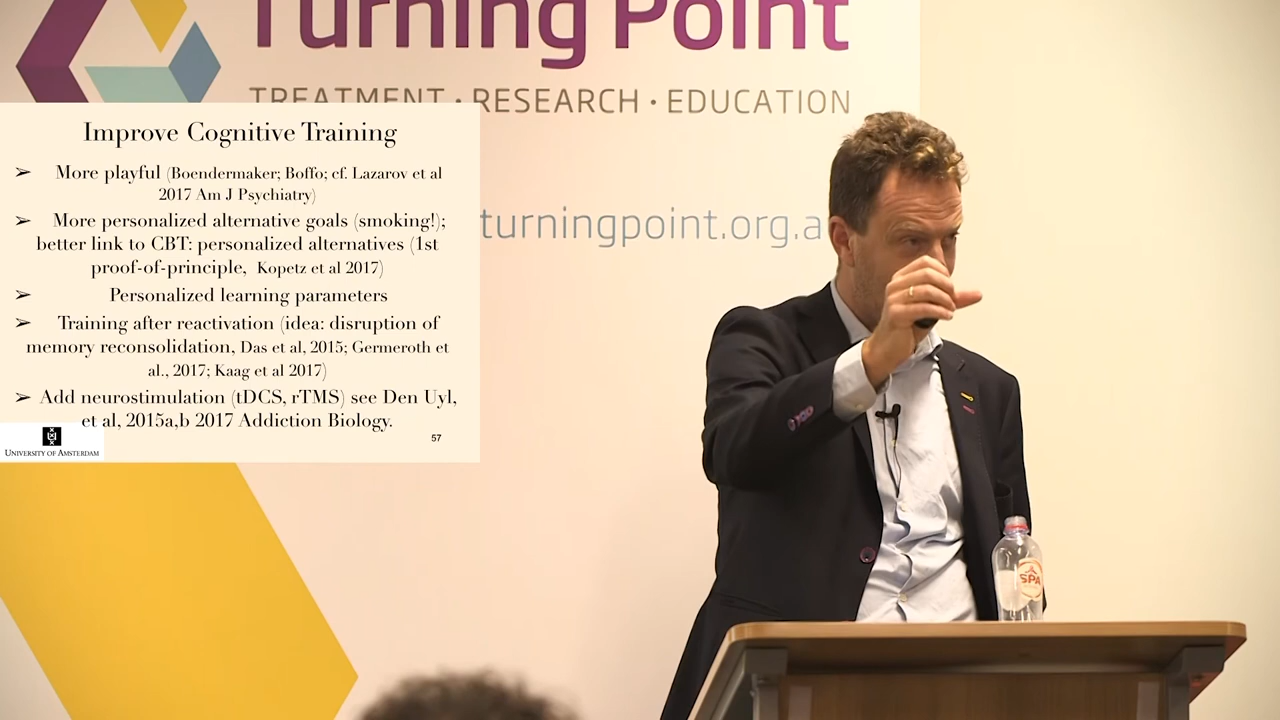 Turning Point
TREATMENT · RESEARCH · EDUCATION
turningpoint.org.a
Improve Cognitive Training
➢ More playful (Boendermaker; Boffo; cf. Lazarov et al
2017 Am J Psychiatry)
➢ More personalized alternative goals (smoking!);
better link to CBT: personalized alternatives (1st
proof-of-principle, Kopetz et al 2017)
➢ Personalized learning parameters
➢ Training after reactivation (idea: disruption of
memory reconsolidation, Das et al, 2015; Germeroth et
al., 2017; Kaag et al 2017)
➢ Add neurostimulation (tDCS, rTMS) see Den Uyl,
et al, 2015a,b 2017 Addiction Biology.
57
UNIVERSITY OF AMSTERDAM
SPA